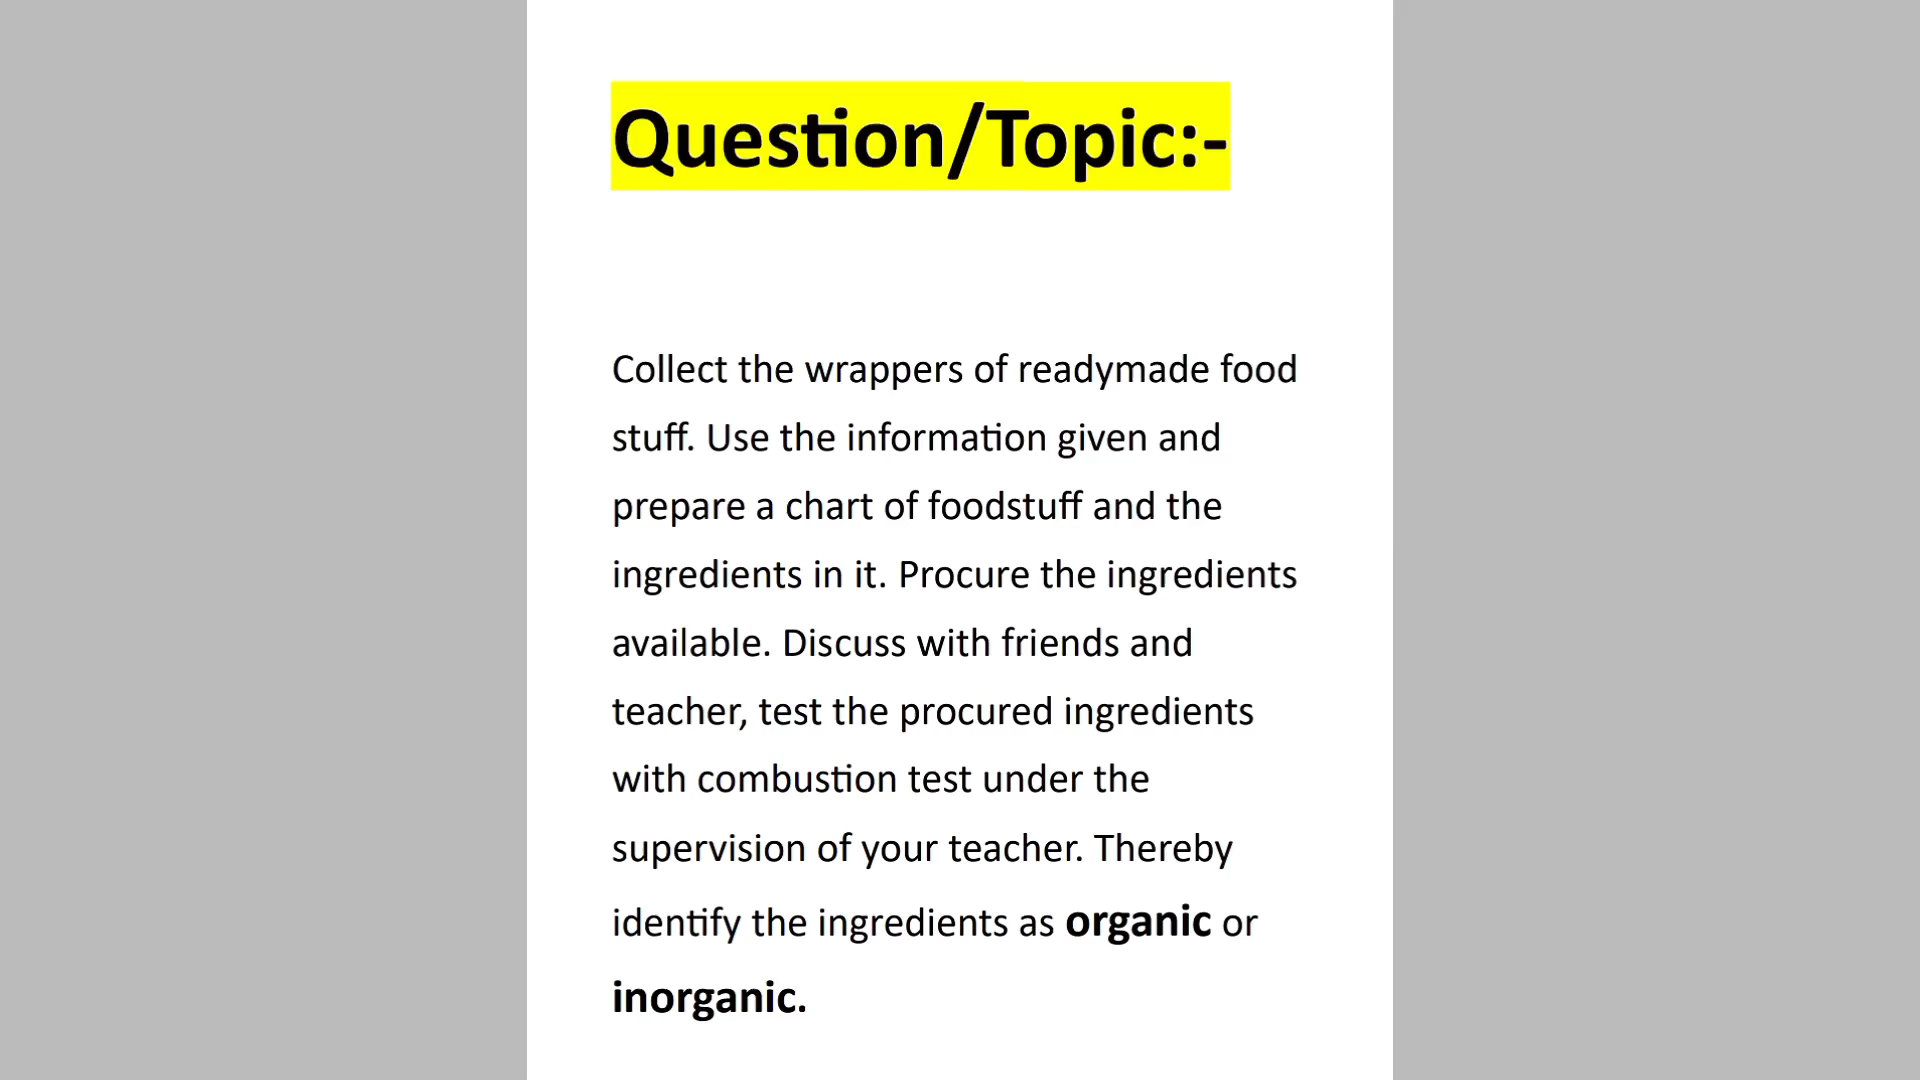 Question/Topic:-
Collect the wrappers of readymade food
stuff. Use the information given and
prepare a chart of foodstuff and the
ingredients in it. Procure the ingredients
available. Discuss with friends and
teacher, test the procured ingredients
with combustion test under the
supervision of your teacher. Thereby
identify the ingredients as organic or
inorganic.